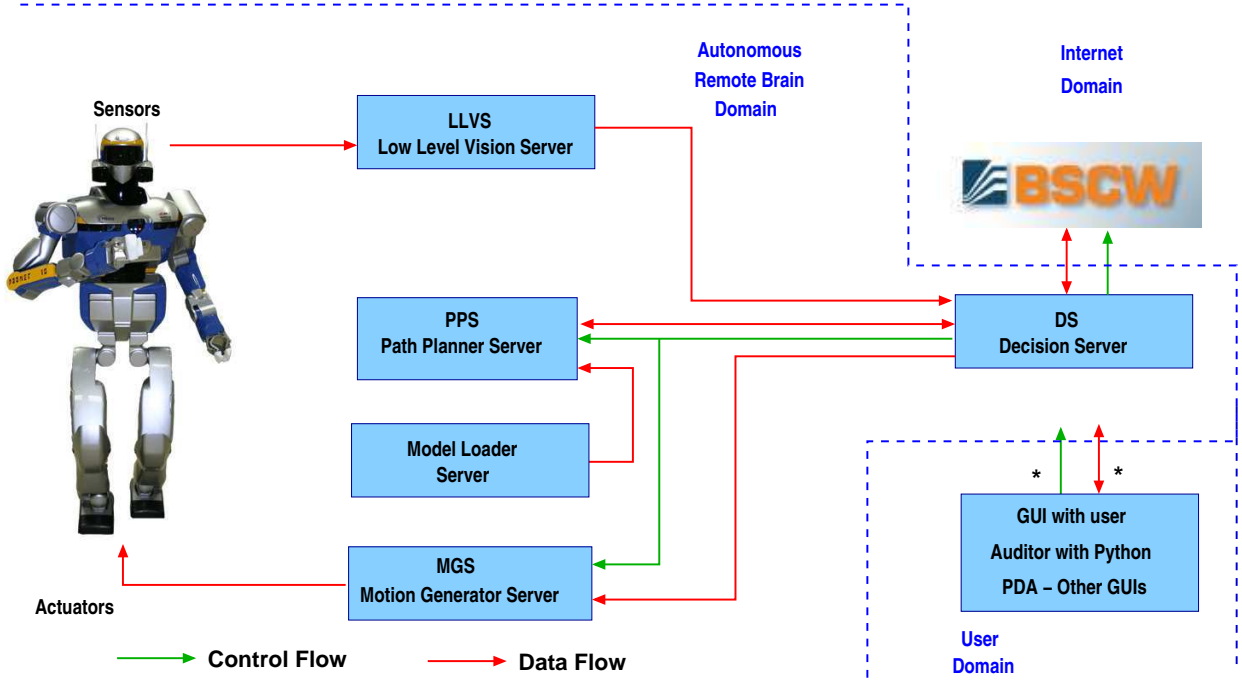 Autonomous
Remote Brain
Domain
Internet
Domain
Sensors
LLVS
Low Level Vision Server
BSCW
PPS
Path Planner Server
DS
Decision Server
Model Loader
Server
*
*
GUI with user
Auditor with Python
PDA – Other GUIs
MGS
Motion Generator Server
Actuators
User
Domain
Control Flow
Data Flow